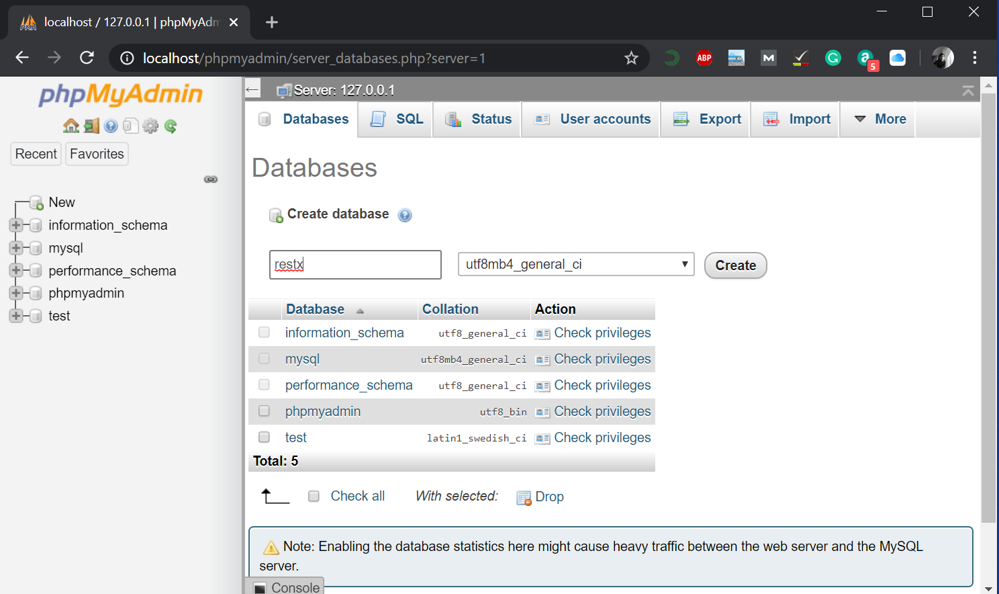 localhost / 127.0.0.1 | phpMyAdm
localhost/phpmyadmin/server_databases.php?server=1
ABP
M
G
a
5
phpMyAdmin
Recent
Favorites
New
information_schema
mysql
performance_schema
phpmyadmin
test
Server: 127.0.0.1
Databases
SQL
Status
User accounts
Export
Import
More
Databases
Create database
restx
utf8mb4_general_ci
Create
Database Collation Action
information_schema utf8_general_ci Check privileges
mysql utf8mb4_general_ci Check privileges
performance_schema utf8_general_ci Check privileges
phpmyadmin utf8_bin Check privileges
test latin1_swedish_ci Check privileges
Total: 5
Check all With selected: Drop
Note: Enabling the database statistics here might cause heavy traffic between the web server and the MySQL
server.
Console